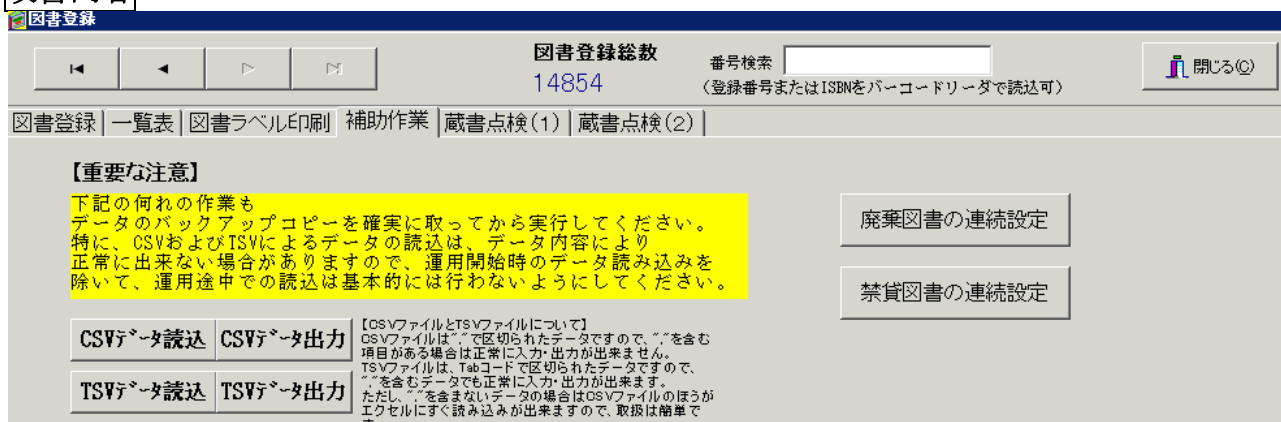 図書登録
図書登録総数
14854
番号検索
(登録番号またはISBNをバーコードリーダで読込可)
閉じる(C)
図書登録
一覧表
図書ラベル印刷
補助作業
蔵書点検(1)
蔵書点検(2)
【重要な注意】
下記の何れの作業も
データのバックアップコピーを確実に取ってから実行してください。
特に、CSVおよびTSVによるデータの読込は、データ内容により
正常に出来ない場合がありますので、運用開始時のデータ読み込みを
除いて、運用途中での読込は基本的には行わないようにしてください。
廃棄図書の連続設定
禁貸図書の連続設定
CSVデータ読込
CSVデータ出力
TSVデータ読込
TSVデータ出力
【CSVファイルとTSVファイルについて】
CSVファイルは","で区切られたデータですので、","を含む
項目がある場合は正常に入力・出力が出来ません。
TSVファイルは、Tabコードで区切られたデータですので、
","を含むデータでも正常に入力・出力が出来ます。
ただし、","を含まないデータの場合はCSVファイルのほうが
エクセルにすぐ読み込みが出来ますので、取扱は簡単で